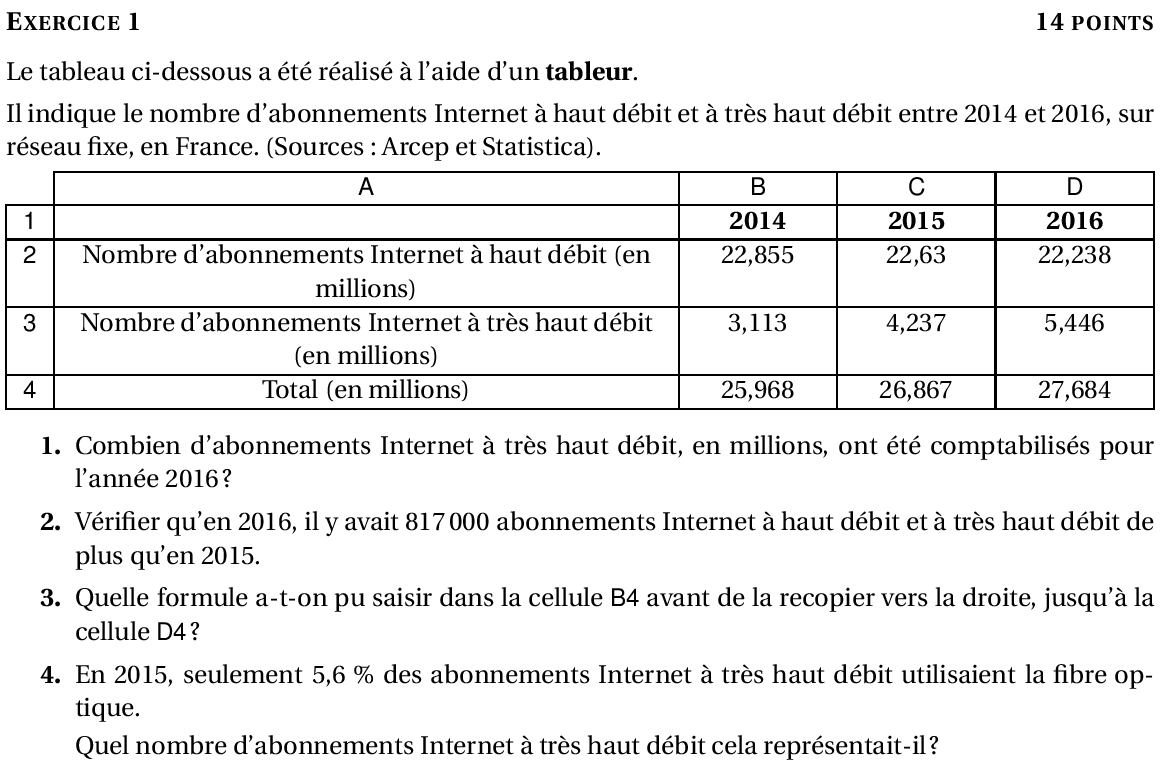 EXERCICE 1 14 POINTS
Le tableau ci-dessous a été réalisé à l'aide d'un tableur.
Il indique le nombre d'abonnements Internet à haut débit et à très haut débit entre 2014 et 2016, sur
réseau fixe, en France. (Sources : Arcep et Statistica).
A B C D
1 2014 2015 2016
2 Nombre d'abonnements Internet à haut débit (en 22,855 22,63 22,238
millions)
3 Nombre d'abonnements Internet à très haut débit 3,113 4,237 5,446
(en millions)
4 Total (en millions) 25,968 26,867 27,684
1. Combien d'abonnements Internet à très haut débit, en millions, ont été comptabilisés pour
l'année 2016 ?
2. Vérifier qu'en 2016, il y avait 817 000 abonnements Internet à haut débit et à très haut débit de
plus qu'en 2015.
3. Quelle formule a-t-on pu saisir dans la cellule B4 avant de la recopier vers la droite, jusqu'à la
cellule D4 ?
4. En 2015, seulement 5,6 % des abonnements Internet à très haut débit utilisaient la fibre op-
tique.
Quel nombre d'abonnements Internet à très haut débit cela représentait-il ?